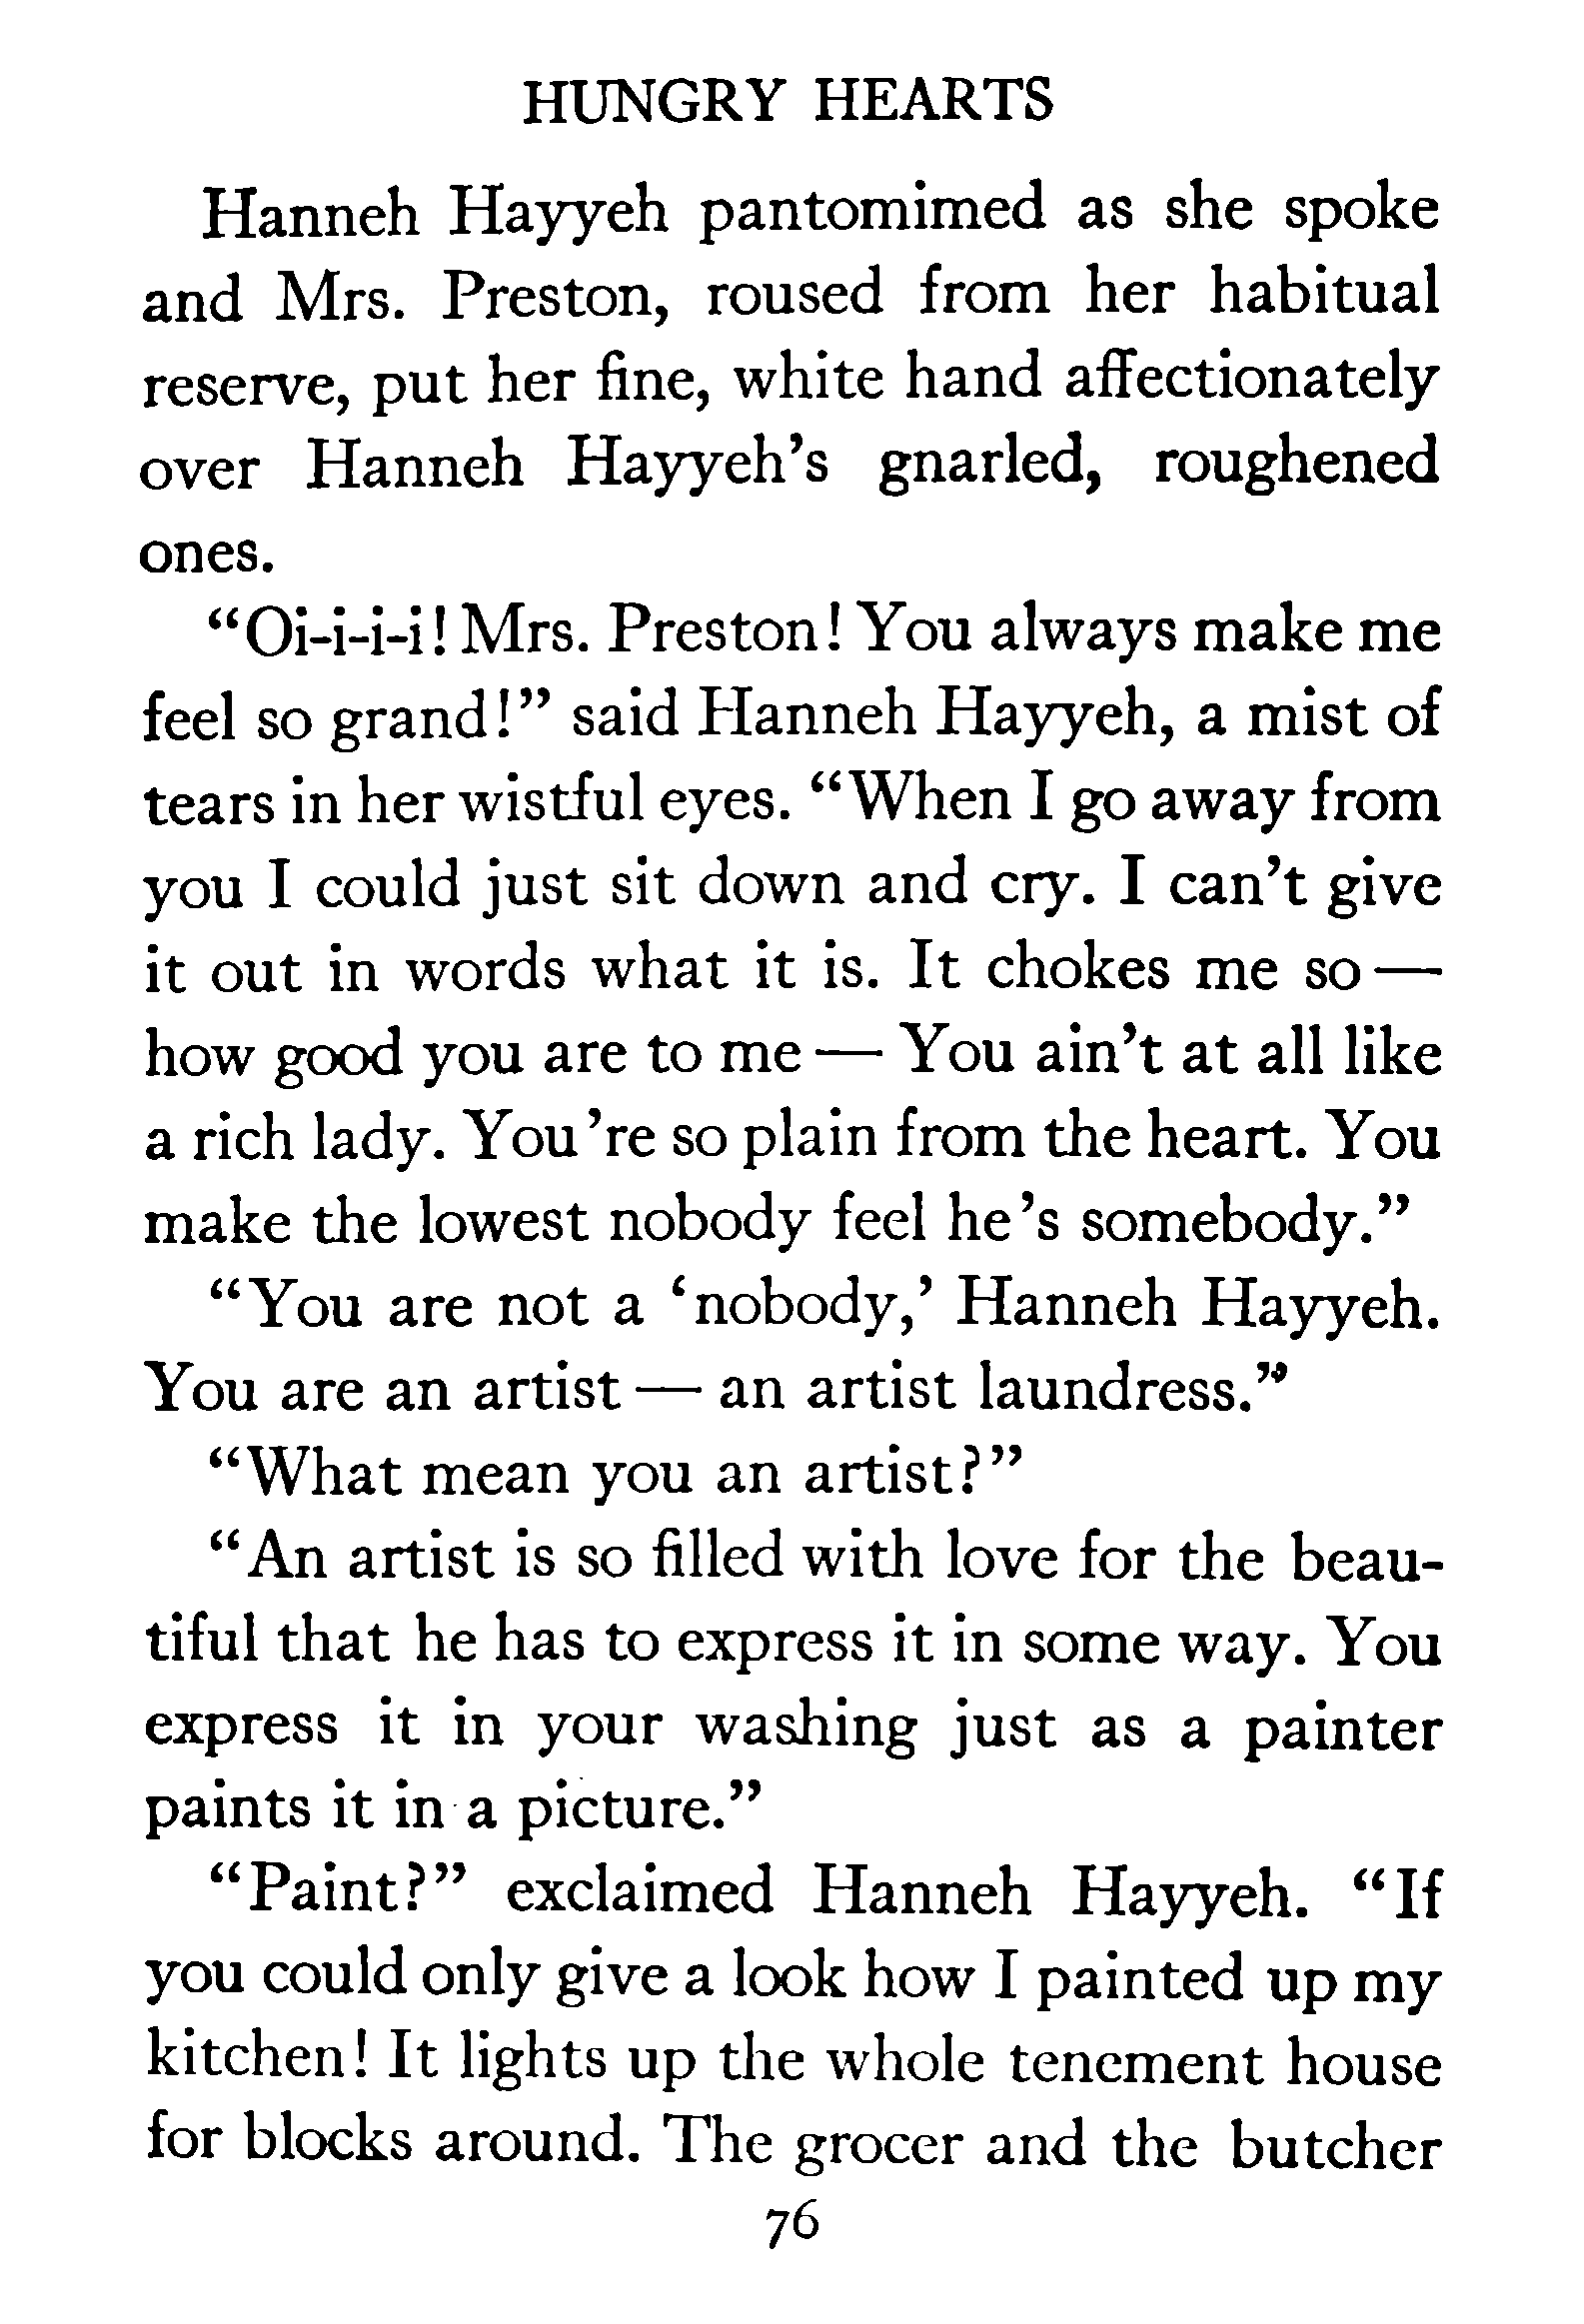 HUNGRY HEARTS
Hanneh Hayyeh pantomimed as she spoke
and Mrs. Preston, roused from her habitual
reserve, put her fine, white hand affectionately
over Hanneh Hayyeh's gnarled, roughened
ones.
“Oi-i-i-i! Mrs. Preston! You always make me
feel so grand!” said Hanneh Hayyeh, a mist of
tears in her wistful eyes. “When I go away from
you I could just sit down and cry. I can't give
it out in words what it is. It chokes me so —
how good you are to me — You ain't at all like
a rich lady. You're so plain from the heart. You
make the lowest nobody feel he's somebody.”
“You are not a ‘nobody,’ Hanneh Hayyeh.
You are an artist — an artist laundress.”
“What mean you an artist?”
“An artist is so filled with love for the beau-
tiful that he has to express it in some way. You
express it in your washing just as a painter
paints it in a picture.”
“Paint?” exclaimed Hanneh Hayyeh. “If
you could only give a look how I painted up my
kitchen! It lights up the whole tenement house
for blocks around. The grocer and the butcher
76